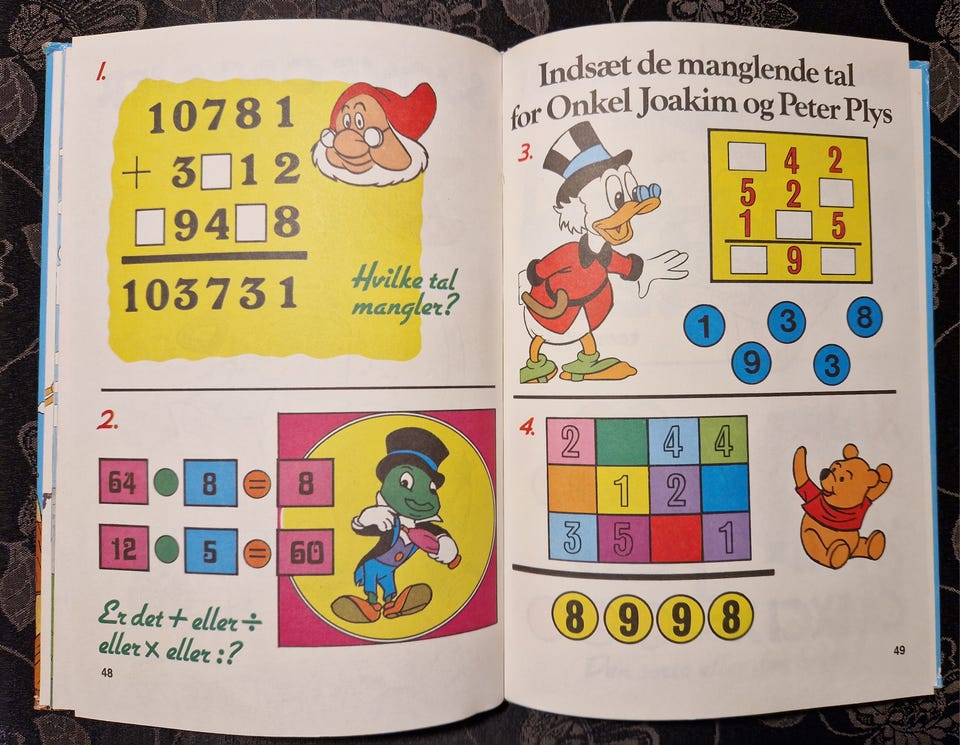 1.
10781
+ 3□12
□94□8
103731
Hvilke tal
mangler?
2.
64 8 = 8
12 5 = 60
Er det + eller ÷
eller x eller :?
48
Indsæt de manglende tal
for Onkel Joakim og Peter Plys
3.
□ 4 2
5 2 □
1 □ 5
□ 9 □
1 3 8
9 3
4.
2 4 4
1 2
3 5 1
8 9 9 8
49